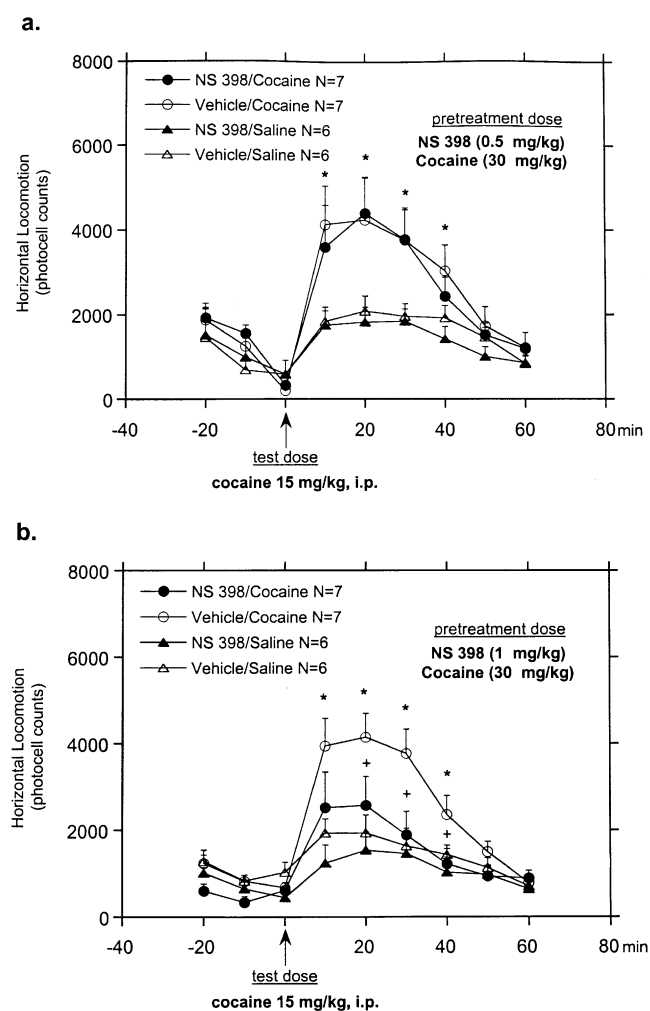 a.
8000
6000
4000
2000
0
Horizontal Locomotion
(photocell counts)
NS 398/Cocaine N=7
Vehicle/Cocaine N=7
NS 398/Saline N=6
Vehicle/Saline N=6
pretreatment dose
NS 398 (0.5 mg/kg)
Cocaine (30 mg/kg)
* * * *
-40 -20 0 20 40 60 80 min
test dose
cocaine 15 mg/kg, i.p.
b.
8000
6000
4000
2000
0
Horizontal Locomotion
(photocell counts)
NS 398/Cocaine N=7
Vehicle/Cocaine N=7
NS 398/Saline N=6
Vehicle/Saline N=6
pretreatment dose
NS 398 (1 mg/kg)
Cocaine (30 mg/kg)
* * * *
+ + +
-40 -20 0 20 40 60 80 min
test dose
cocaine 15 mg/kg, i.p.